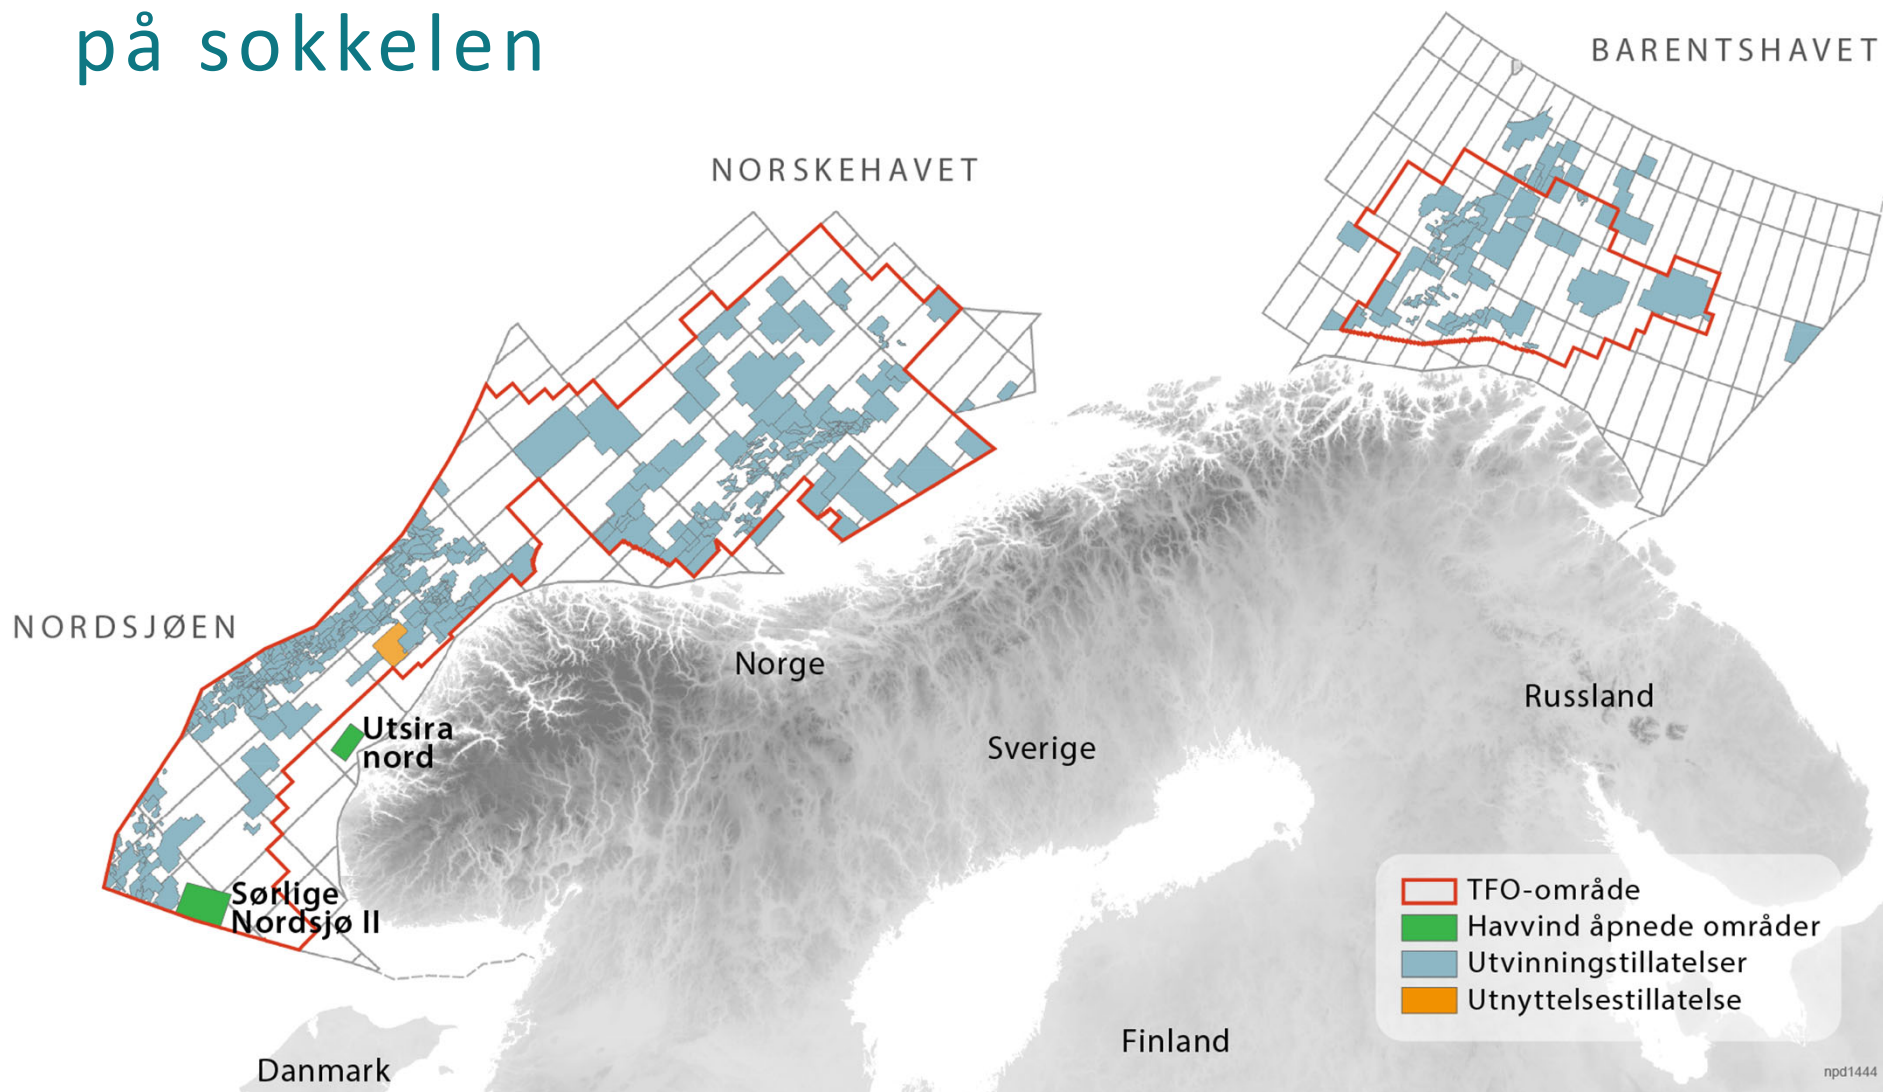 på sokkelen
BARENTSHAVET
NORSKEHAVET
NORDSJØEN
Norge
Russland
Utsira
nord
Sverige
Sørlige
Nordsjø II
TFO-område
Havvind åpnede områder
Utvinningstillatelser
Utnyttelsestillatelse
Finland
Danmark
npd1444